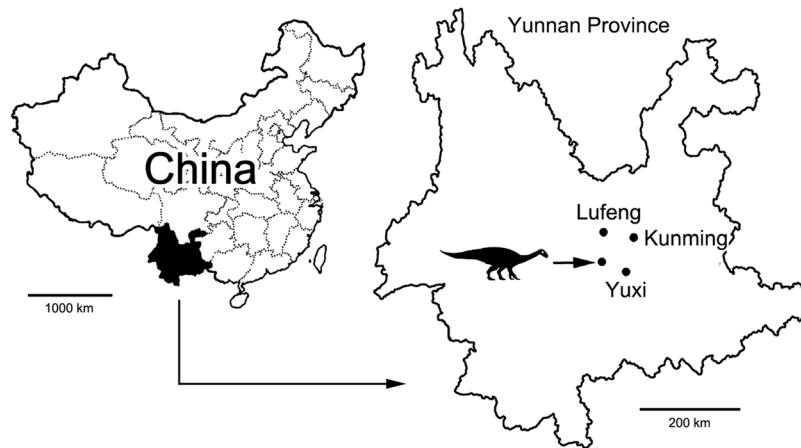 Yunnan Province
China
Lufeng
Kunming
Yuxi
1000 km
200 km